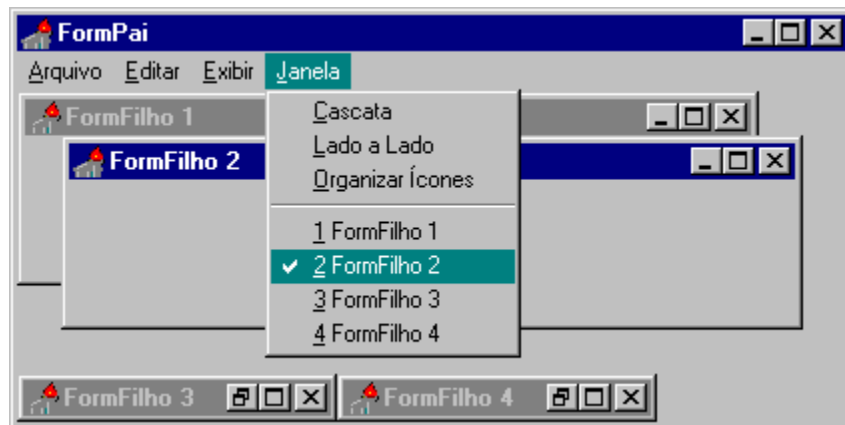 FormPai
Arquivo Editar Exibir Janela
FormFilho 1
Cascata
Lado a Lado
FormFilho 2
Organizar Ícones
1 FormFilho 1
2 FormFilho 2
3 FormFilho 3
4 FormFilho 4
FormFilho 3 FormFilho 4